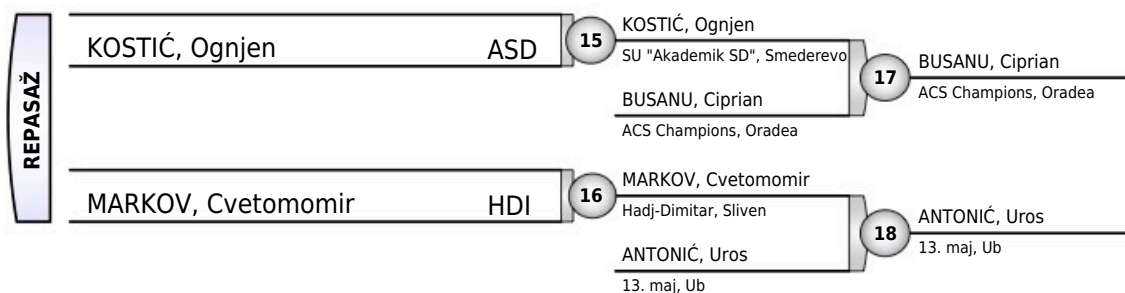 REPASAŽ
KOSTIĆ, Ognjen ASD
15
KOSTIĆ, Ognjen
SU "Akademik SD", Smederevo
BUSANU, Ciprian
ACS Champions, Oradea
17
BUSANU, Ciprian
ACS Champions, Oradea
MARKOV, Cvetomomir HDI
16
MARKOV, Cvetomomir
Hadj-Dimitar, Sliven
ANTONIĆ, Uros
13. maj, Ub
18
ANTONIĆ, Uros
13. maj, Ub